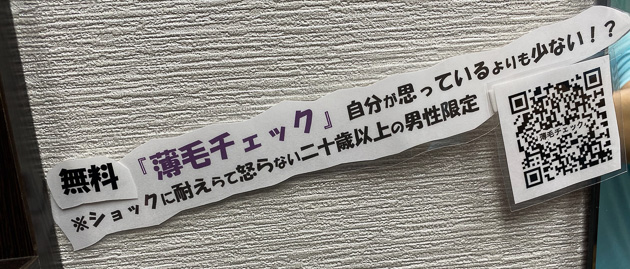 無料『薄毛チェック』自分が思っているよりも少ない！？
※ショックに耐えらて怒らない二十歳以上の男性限定
薄毛チェック